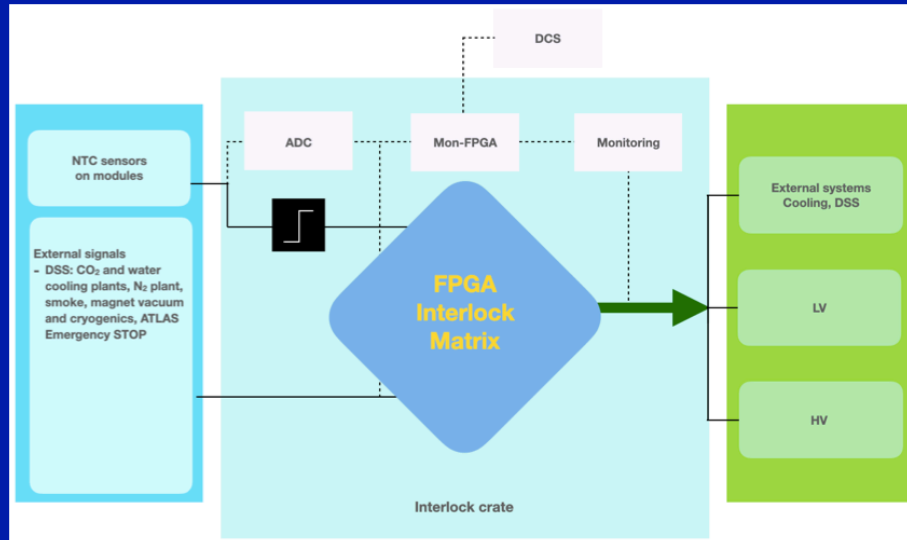 DCS
NTC sensors
on modules
ADC
Mon-FPGA
Monitoring
External signals
- DSS: CO₂ and water
cooling plants, N₂ plant,
smoke, magnet vacuum
and cryogenics, ATLAS
Emergency STOP
FPGA
Interlock
Matrix
Interlock crate
External systems
Cooling, DSS
LV
HV